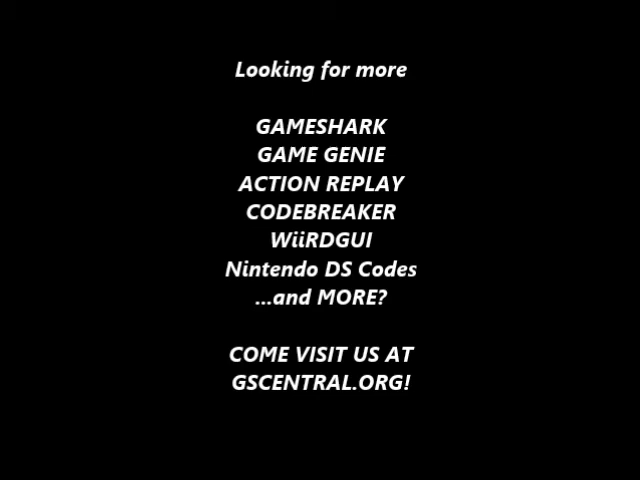 Looking for more
GAMESHARK
GAME GENIE
ACTION REPLAY
CODEBREAKER
WiiRDGUI
Nintendo DS Codes
...and MORE?
COME VISIT US AT
GSCENTRAL.ORG!